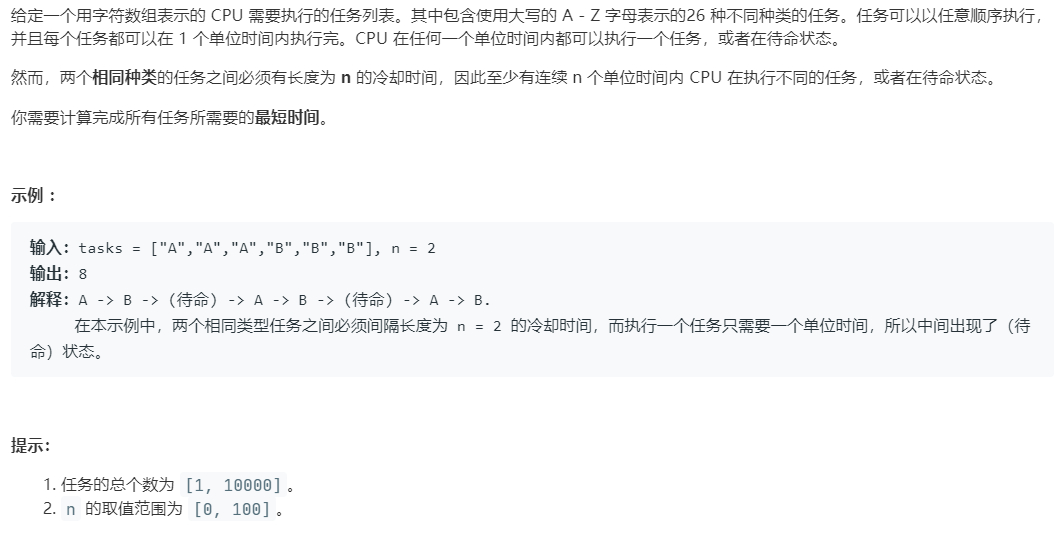 给定一个用字符数组表示的 CPU 需要执行的任务列表。其中包含使用大写的 A - Z 字母表示的26 种不同种类的任务。任务可以以任意顺序执行，
并且每个任务都可以在 1 个单位时间内执行完。CPU 在任何一个单位时间内都可以执行一个任务，或者在待命状态。
然而，两个相同种类的任务之间必须有长度为 n 的冷却时间，因此至少有连续 n 个单位时间内 CPU 在执行不同的任务，或者在待命状态。
你需要计算完成所有任务所需要的最短时间。
示例 ：
输入：tasks = ["A","A","A","B","B","B"], n = 2
输出：8
解释：A -> B -> (待命) -> A -> B -> (待命) -> A -> B.
在本示例中，两个相同类型任务之间必须间隔长度为 n = 2 的冷却时间，而执行一个任务只需要一个单位时间，所以中间出现了（待
命）状态。
提示：
1. 任务的总个数为 [1, 10000]。
2. n 的取值范围为 [0, 100]。